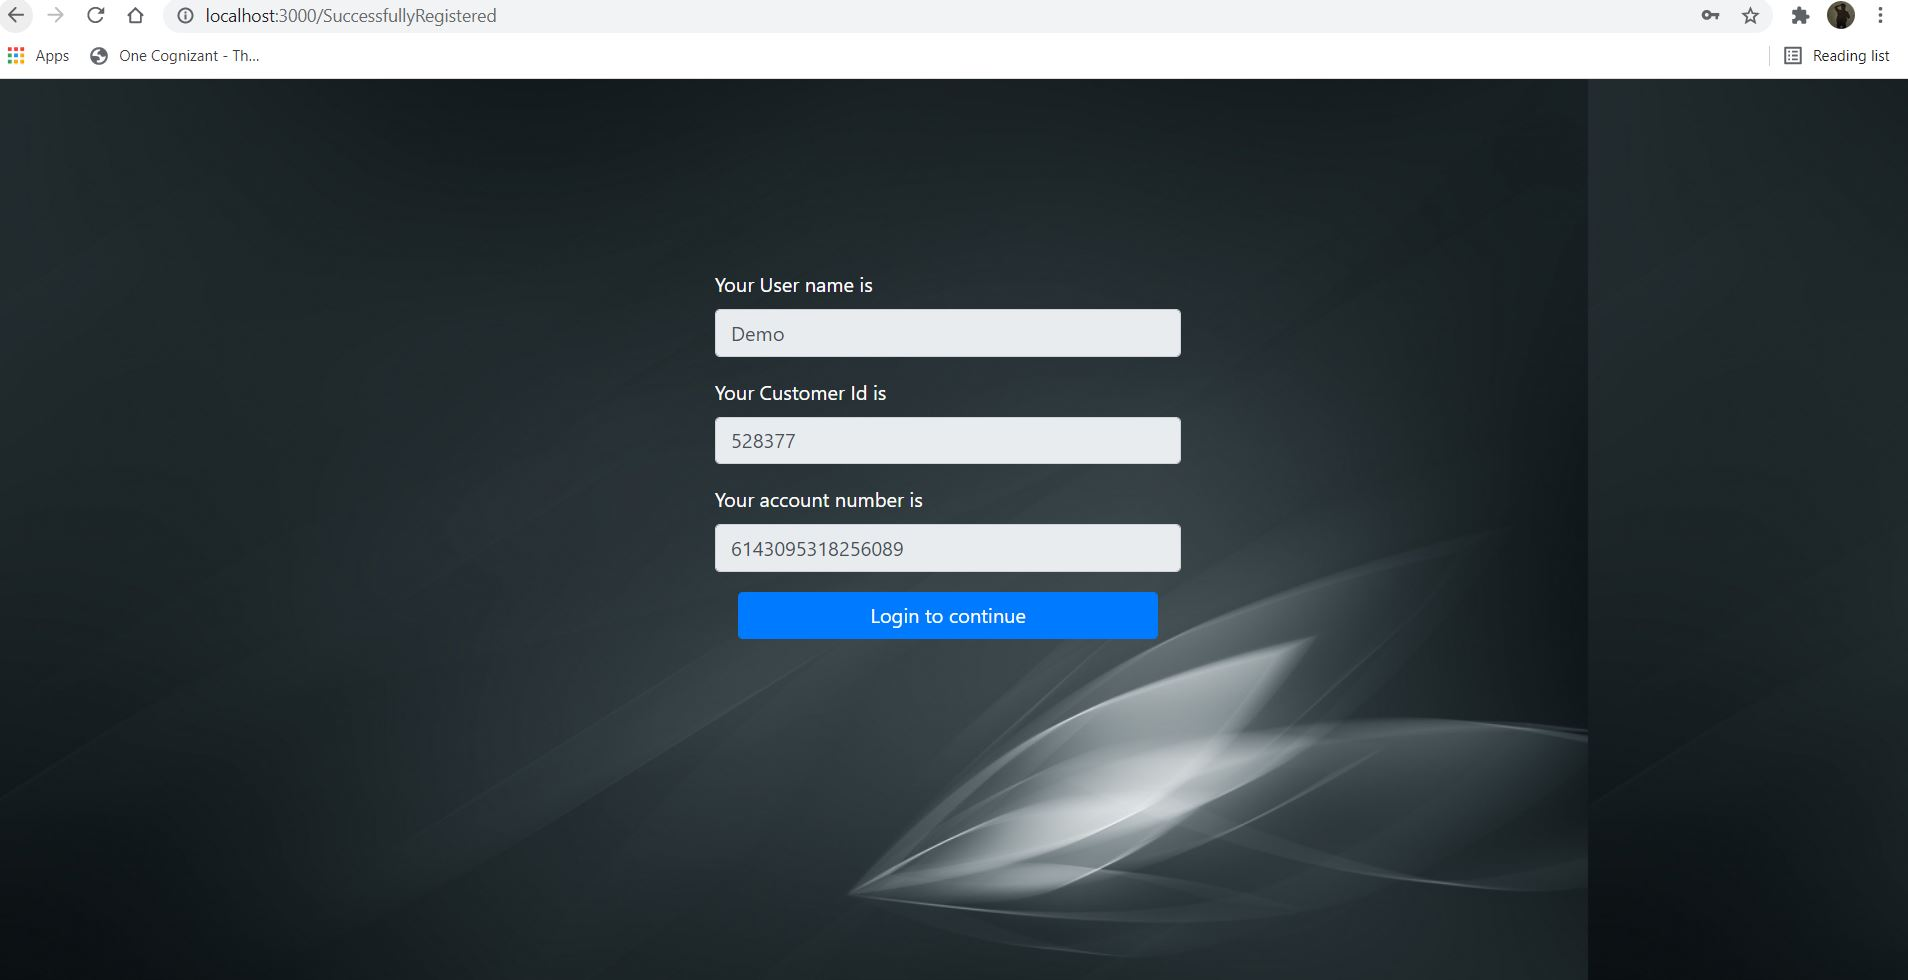 localhost:3000/SuccessfullyRegistered
Apps
One Cognizant - Th...
Reading list
Your User name is
Demo
Your Customer Id is
528377
Your account number is
6143095318256089
Login to continue